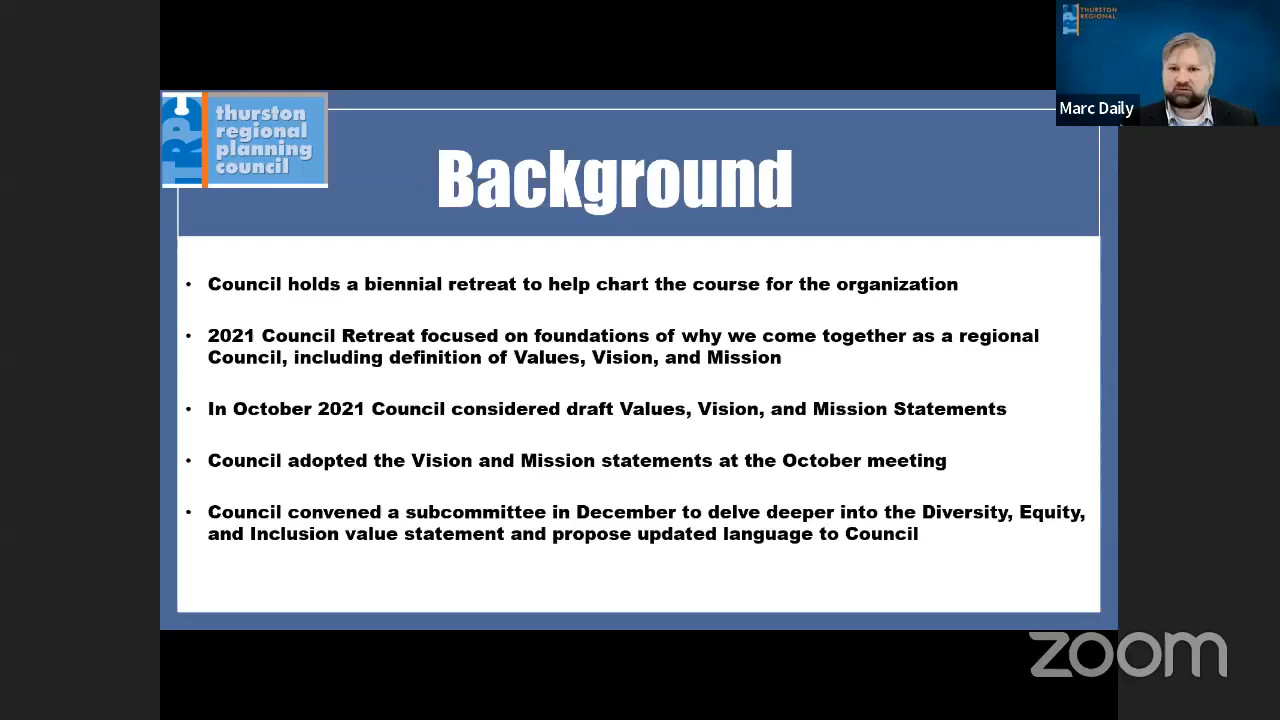 THURSTON
REGIONAL
Marc Daily
TRPC
thurston
regional
planning
council
Background
• Council holds a biennial retreat to help chart the course for the organization
• 2021 Council Retreat focused on foundations of why we come together as a regional
Council, including definition of Values, Vision, and Mission
• In October 2021 Council considered draft Values, Vision, and Mission Statements
• Council adopted the Vision and Mission statements at the October meeting
• Council convened a subcommittee in December to delve deeper into the Diversity, Equity,
and Inclusion value statement and propose updated language to Council
zoom